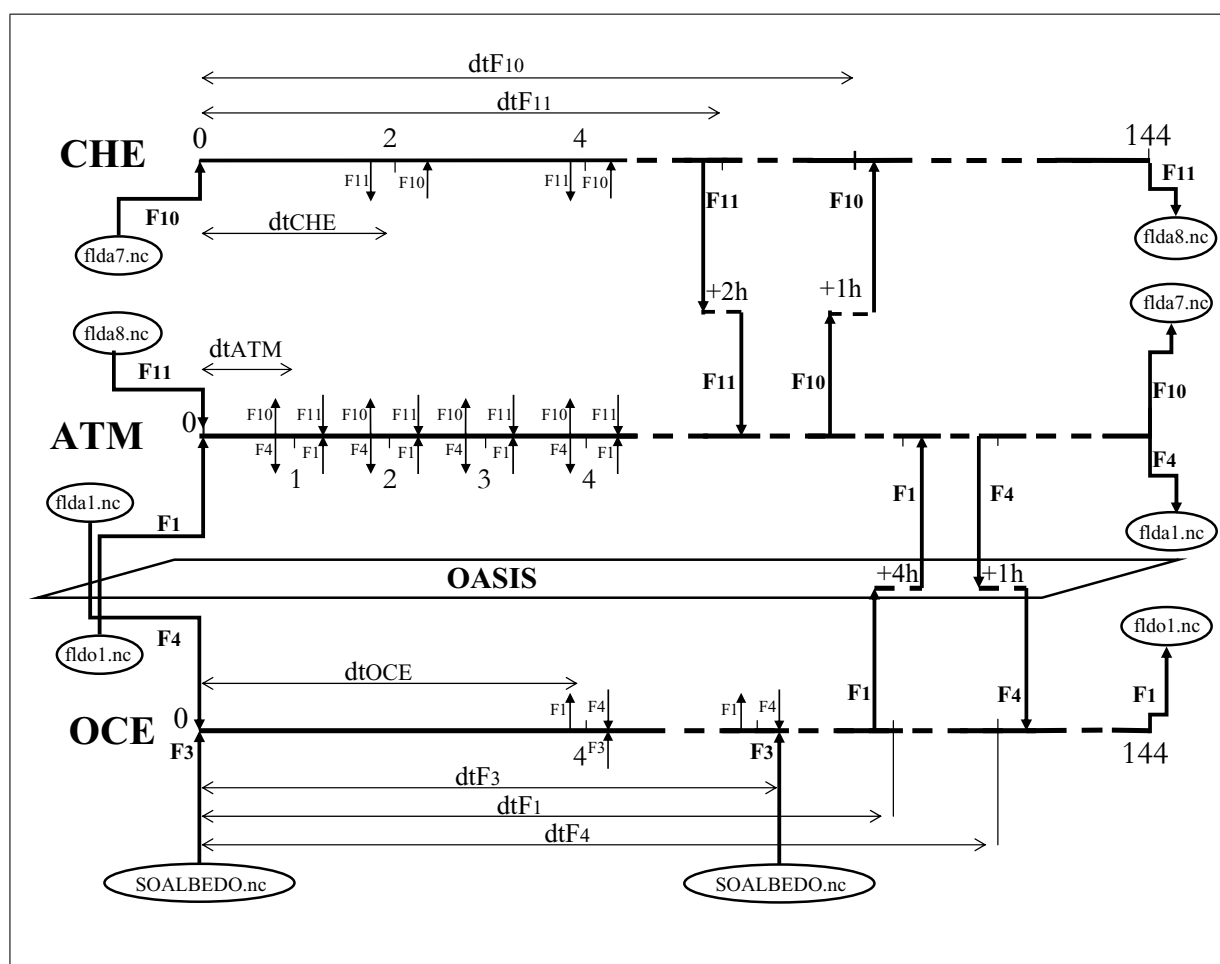 dtF10
dtF11
0 2 4 144
CHE
F11 F10 F11 F10 F11 F10 F11
F10
dtCHE
flda7.nc
flda8.nc
+2h +1h
flda7.nc
flda8.nc
dtATM
F11 F11 F10 F10
F10 F11 F10 F11 F10 F11 F10 F11
0
ATM
F4 F1 F4 F1 F4 F1 F4 F1 F4
1 2 3 4
F1 F4
flda1.nc
F1
flda1.nc
OASIS
+4h +1h
fldo1.nc
F4
fldo1.nc
dtOCE
F1 F4 F1 F4 F1 F4 F1
0
OCE
F3 4 F3 F3 144
dtF3
dtF1
dtF4
SOALBEDO.nc SOALBEDO.nc